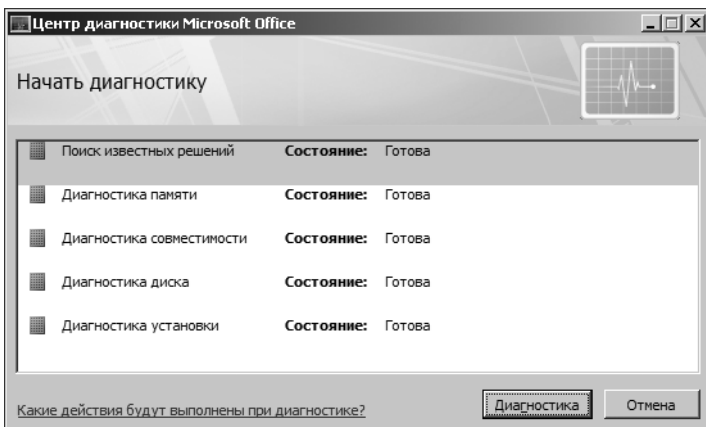 Центр диагностики Microsoft Office
Начать диагностику
Поиск известных решений Состояние: Готова
Диагностика памяти Состояние: Готова
Диагностика совместимости Состояние: Готова
Диагностика диска Состояние: Готова
Диагностика установки Состояние: Готова
Какие действия будут выполнены при диагностике? Диагностика Отмена